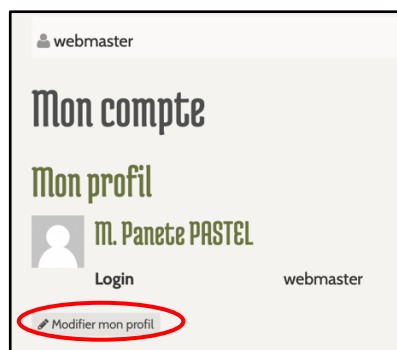 webmaster
Mon compte
Mon profil
M. Panete PASTEL
Login webmaster
Modifier mon profil